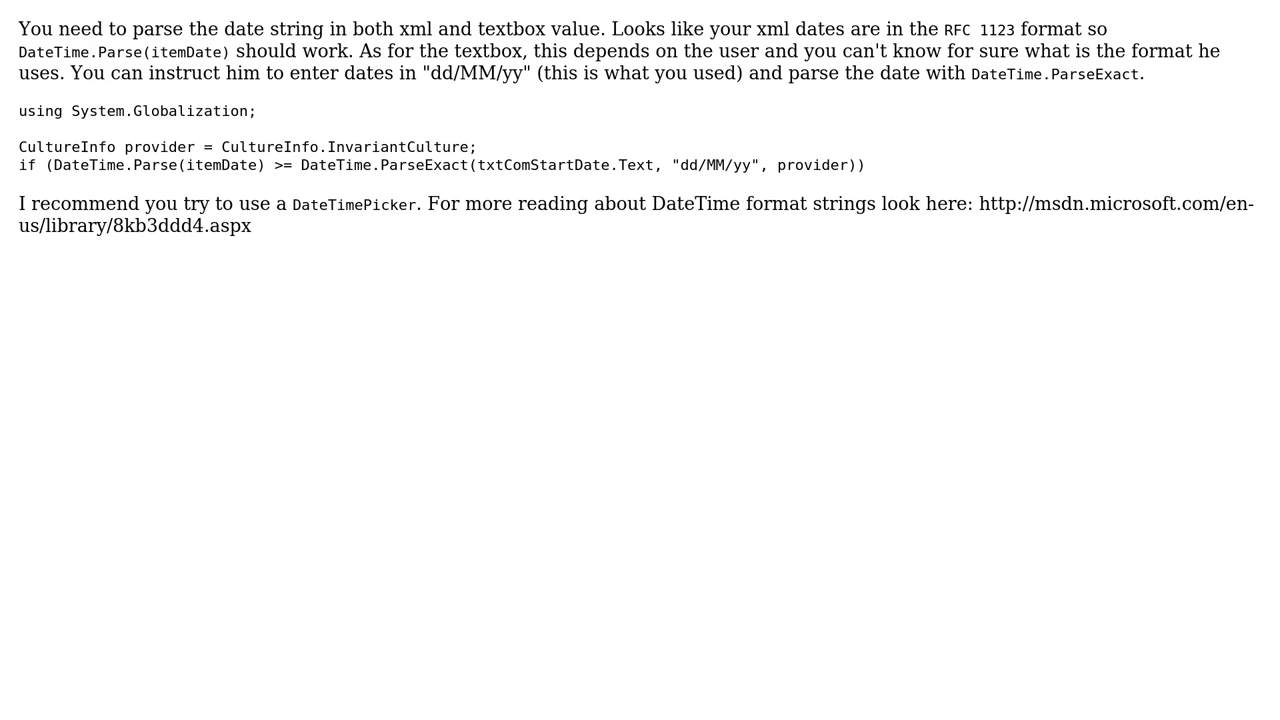 You need to parse the date string in both xml and textbox value. Looks like your xml dates are in the RFC 1123 format so
DateTime.Parse(itemDate) should work. As for the textbox, this depends on the user and you can't know for sure what is the format he
uses. You can instruct him to enter dates in "dd/MM/yy" (this is what you used) and parse the date with DateTime.ParseExact.
using System.Globalization;
CultureInfo provider = CultureInfo.InvariantCulture;
if (DateTime.Parse(itemDate) >= DateTime.ParseExact(txtComStartDate.Text, "dd/MM/yy", provider))
I recommend you try to use a DateTimePicker. For more reading about DateTime format strings look here: http://msdn.microsoft.com/en-
us/library/8kb3ddd4.aspx